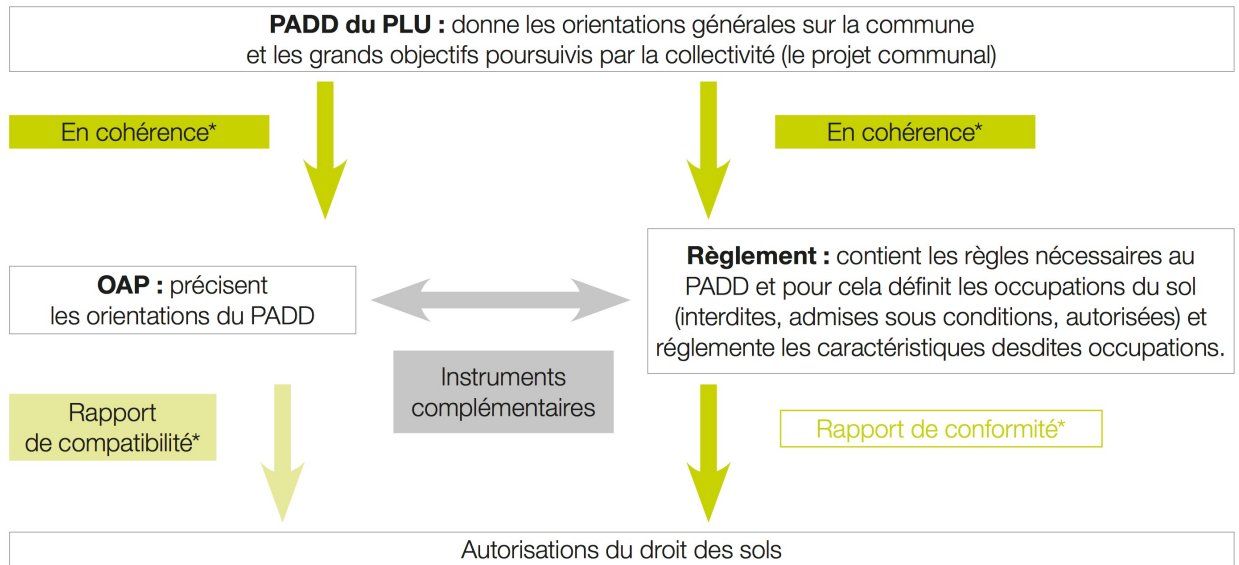 PADD du PLU : donne les orientations générales sur la commune
et les grands objectifs poursuivis par la collectivité (le projet communal)
En cohérence*
En cohérence*
OAP : précisent
les orientations du PADD
Règlement : contient les règles nécessaires au
PADD et pour cela définit les occupations du sol
(interdites, admises sous conditions, autorisées) et
réglemente les caractéristiques desdites occupations.
Instruments
complémentaires
Rapport
de compatibilité*
Rapport de conformité*
Autorisations du droit des sols